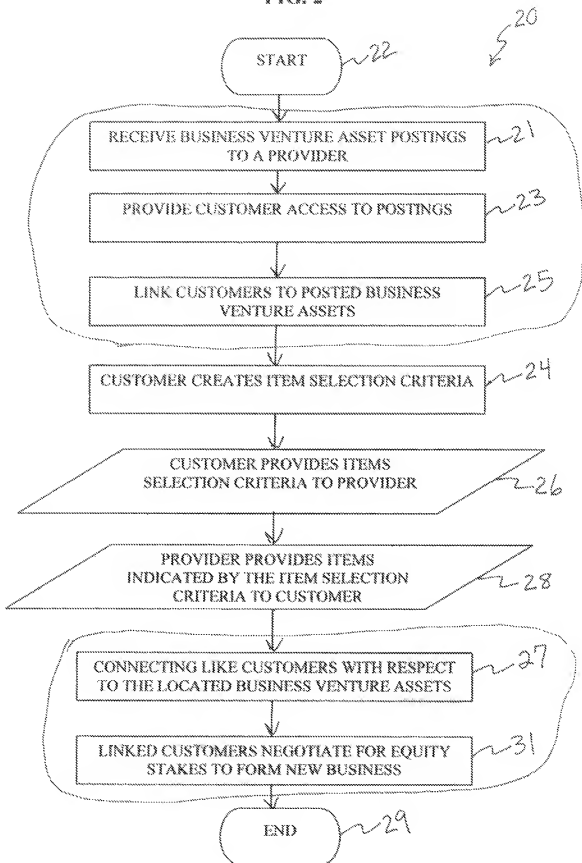 FIG. 2
20
START
22
RECEIVE BUSINESS VENTURE ASSET POSTINGS
TO A PROVIDER
21
PROVIDE CUSTOMER ACCESS TO POSTINGS
23
LINK CUSTOMERS TO POSTED BUSINESS
VENTURE ASSETS
25
CUSTOMER CREATES ITEM SELECTION CRITERIA
24
CUSTOMER PROVIDES ITEMS
SELECTION CRITERIA TO PROVIDER
26
PROVIDER PROVIDES ITEMS
INDICATED BY THE ITEM SELECTION
CRITERIA TO CUSTOMER
28
CONNECTING LIKE CUSTOMERS WITH RESPECT
TO THE LOCATED BUSINESS VENTURE ASSETS
27
LINKED CUSTOMERS NEGOTIATE FOR EQUITY
STAKES TO FORM NEW BUSINESS
31
END
29